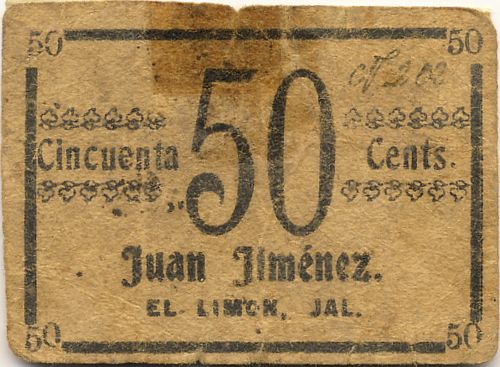 50 50
Cincuenta 50 Cents.
Juan Jiménez.
EL LIMON, JAL.
50 50